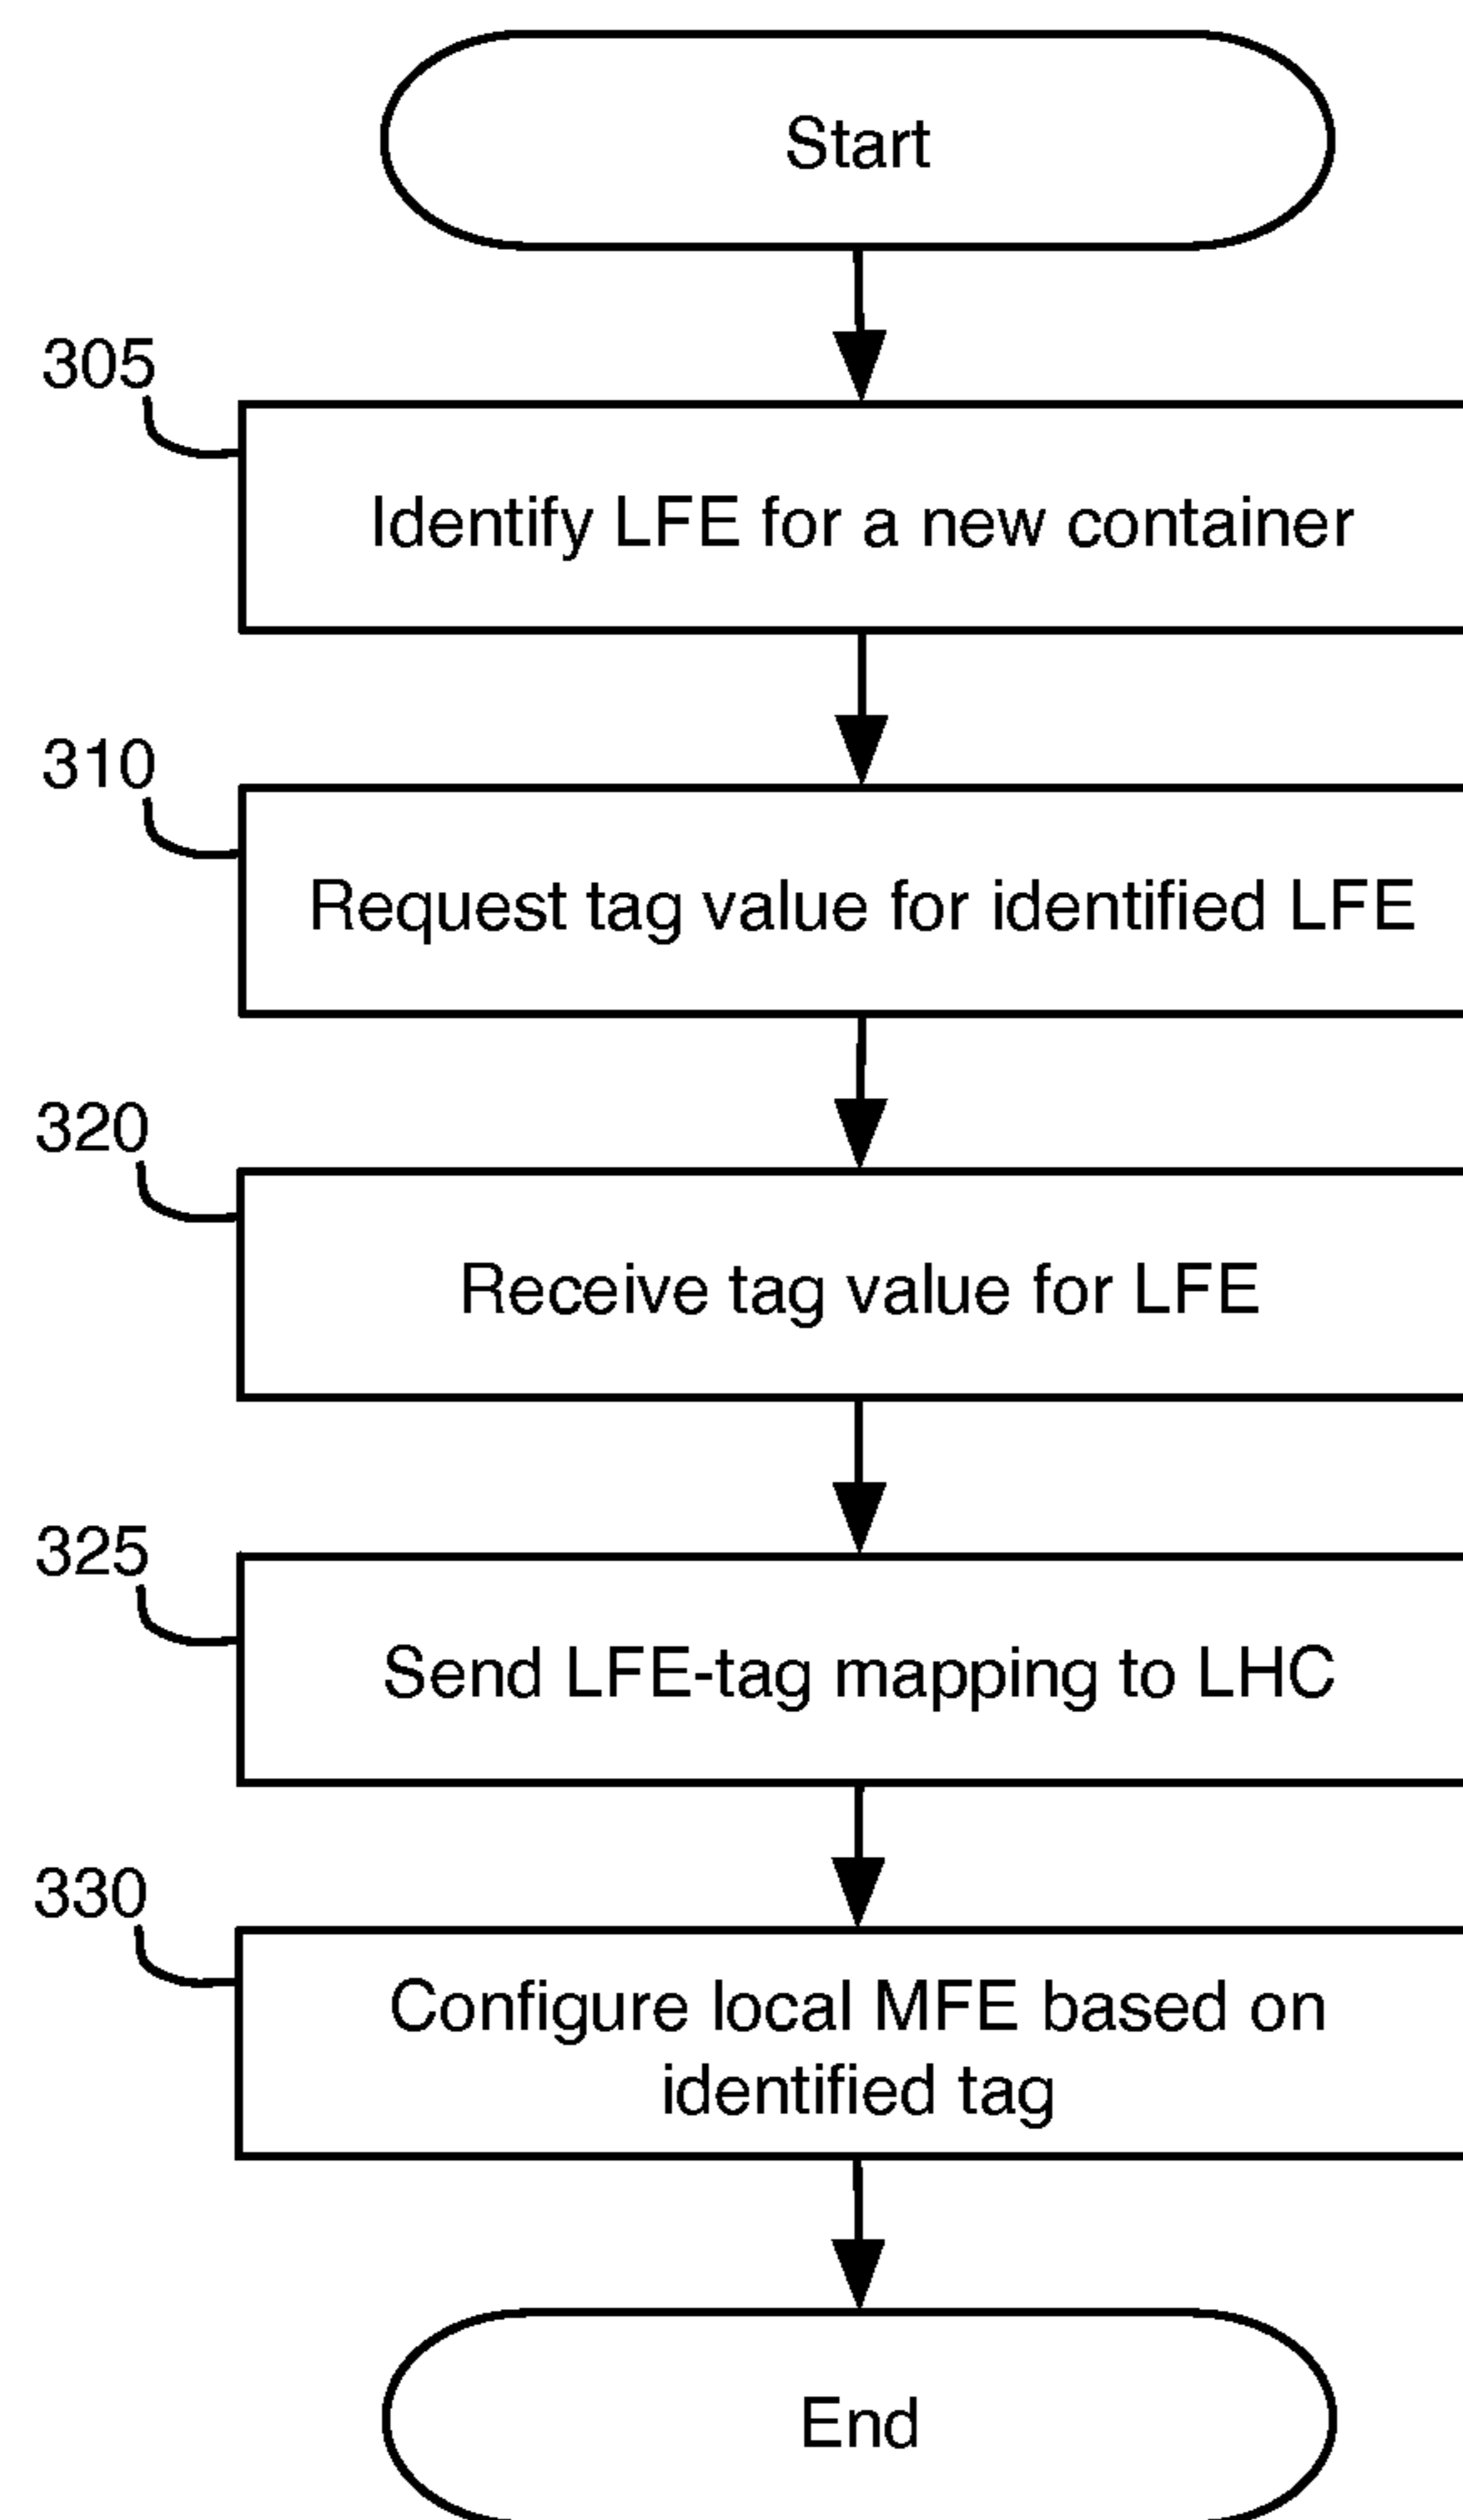 Start
305
Identify LFE for a new container
310
Request tag value for identified LFE
320
Receive tag value for LFE
325
Send LFE-tag mapping to LHC
330
Configure local MFE based on
identified tag
End